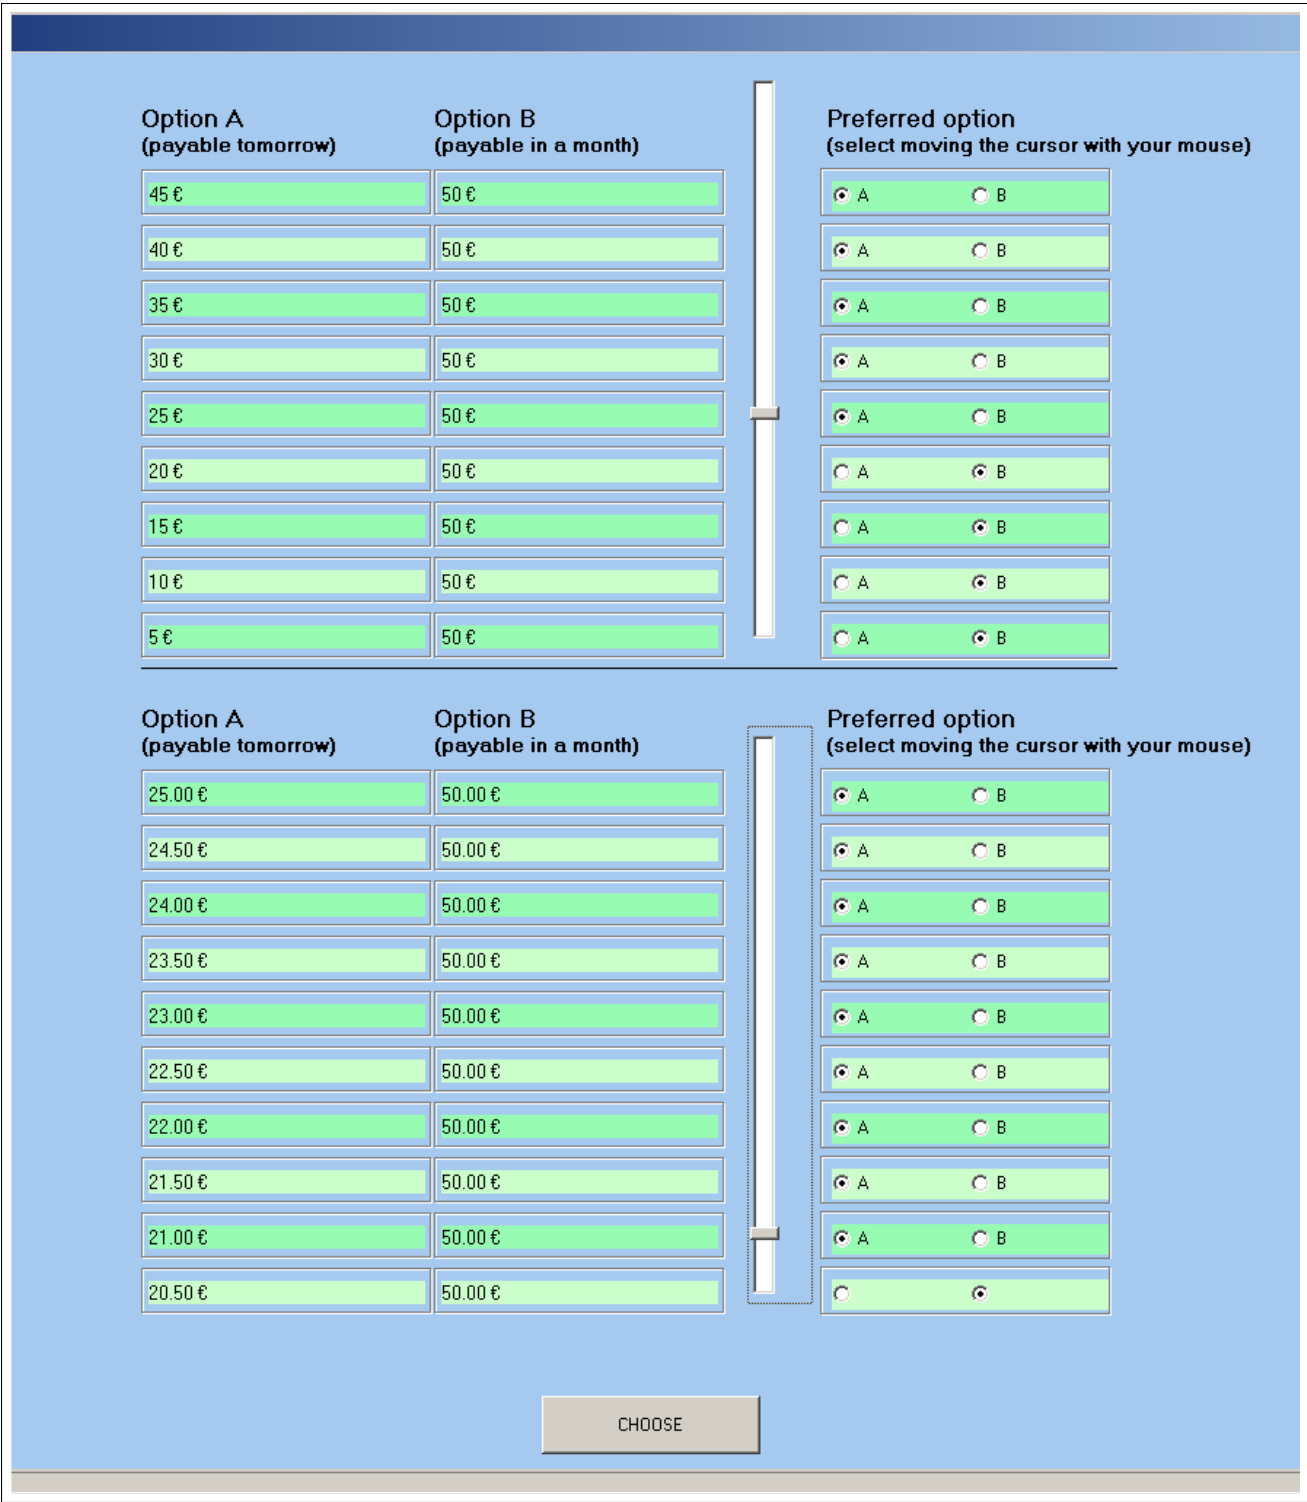 Option A Option B Preferred option
(payable tomorrow) (payable in a month) (select moving the cursor with your mouse)
45 € 50 € A B
40 € 50 € A B
35 € 50 € A B
30 € 50 € A B
25 € 50 € A B
20 € 50 € A B
15 € 50 € A B
10 € 50 € A B
5 € 50 € A B
Option A Option B Preferred option
(payable tomorrow) (payable in a month) (select moving the cursor with your mouse)
25.00 € 50.00 € A B
24.50 € 50.00 € A B
24.00 € 50.00 € A B
23.50 € 50.00 € A B
23.00 € 50.00 € A B
22.50 € 50.00 € A B
22.00 € 50.00 € A B
21.50 € 50.00 € A B
21.00 € 50.00 € A B
20.50 € 50.00 €
CHOOSE